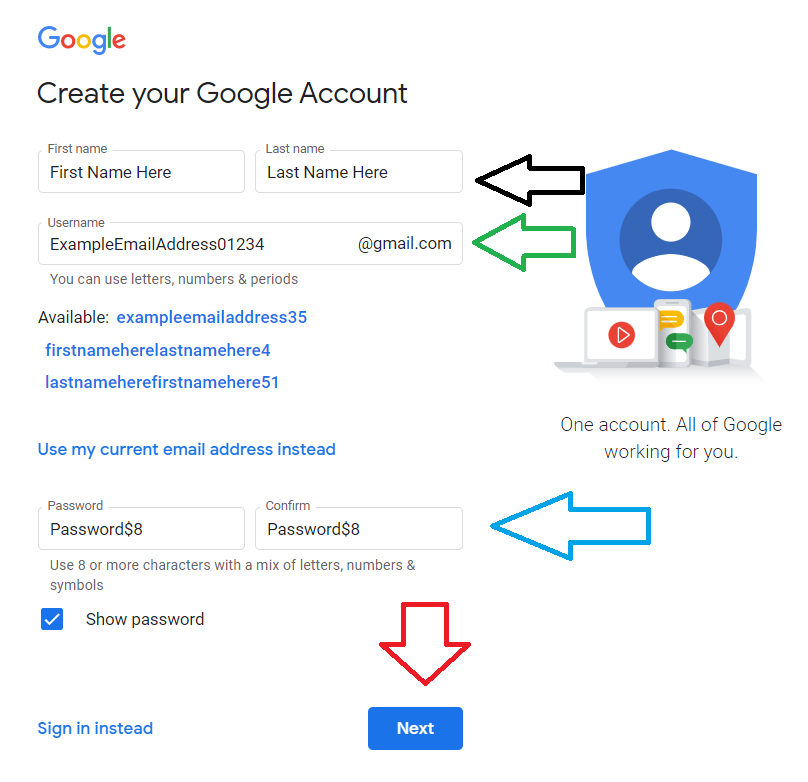 Google
Create your Google Account
First name Last name
First Name Here Last Name Here
Username
ExampleEmailAddress01234 @gmail.com
You can use letters, numbers & periods
Available: exampleemailaddress35
firstnameherelastnamehere4
lastnameherefirstnamehere51
One account. All of Google
working for you.
Use my current email address instead
Password Confirm
Password$8 Password$8
Use 8 or more characters with a mix of letters, numbers &
symbols
Show password
Sign in instead Next